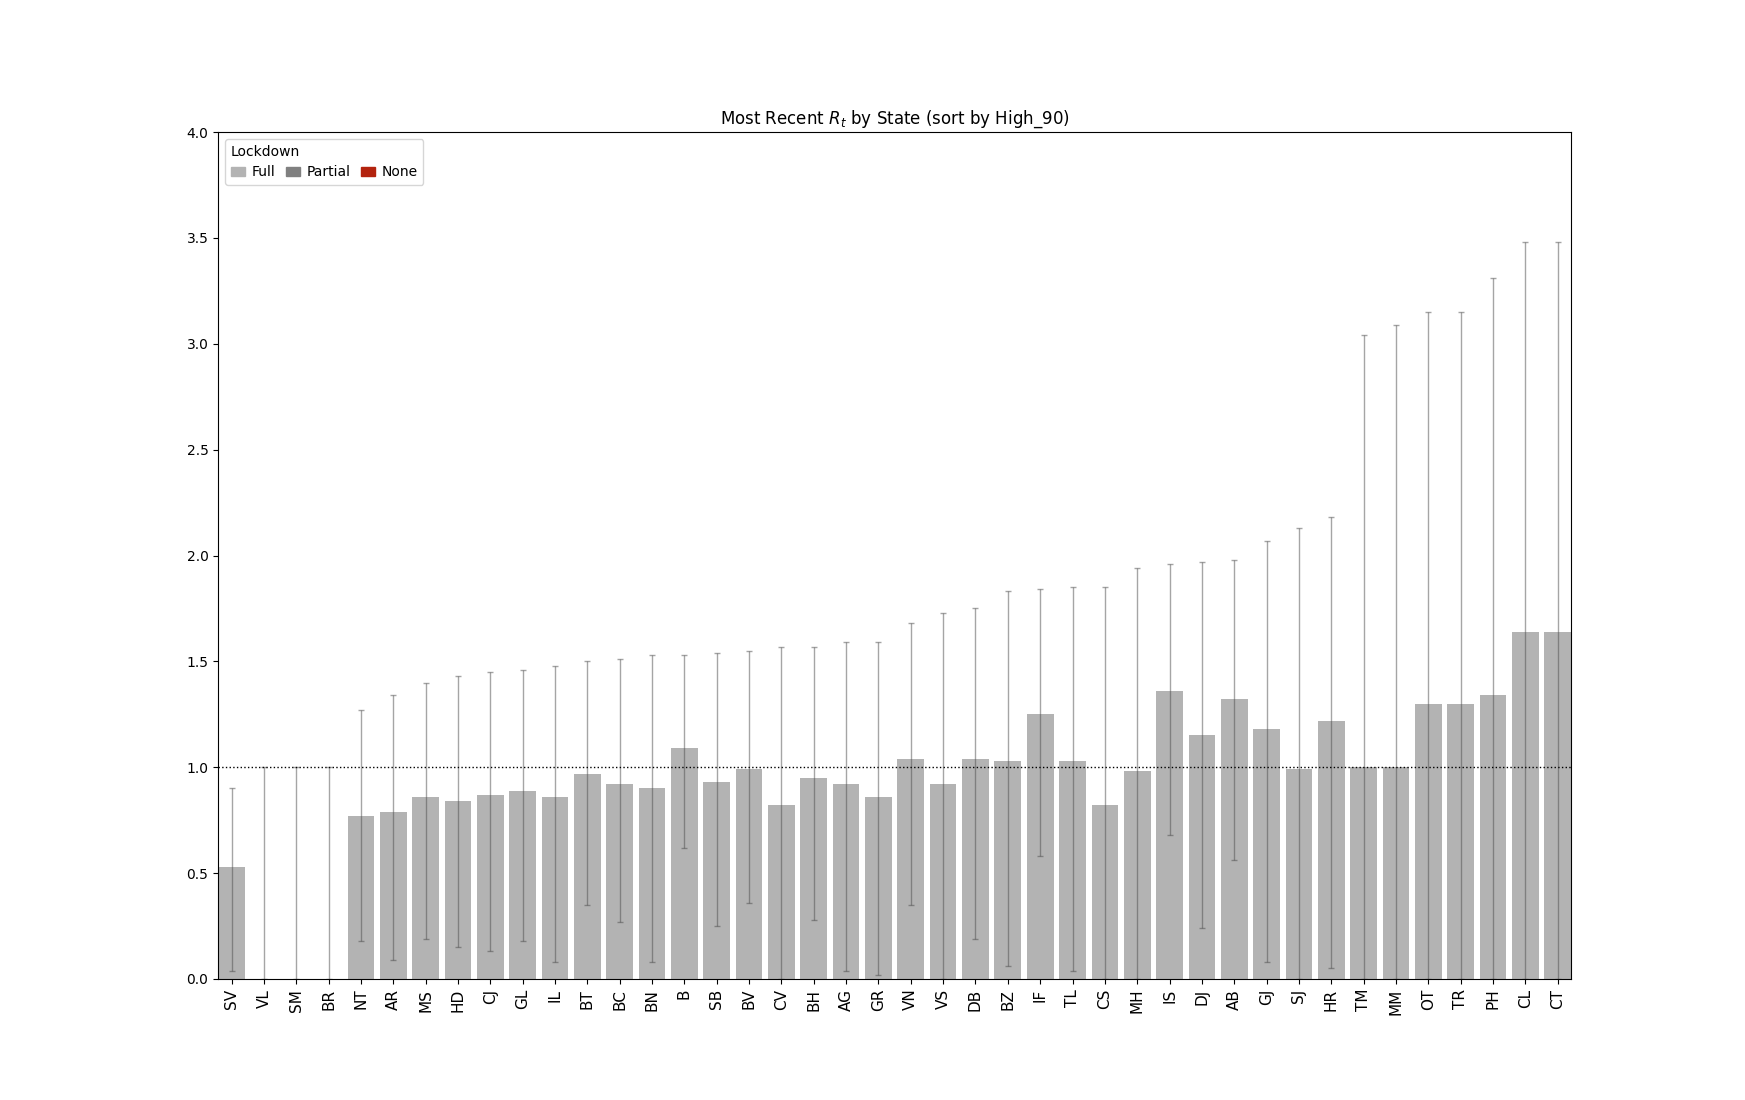 Most Recent R_t by State (sort by High_90)
Lockdown
Full Partial None
4.0
3.5
3.0
2.5
2.0
1.5
1.0
0.5
0.0
SV VL SM BR NT AR MS HD CJ GL IL BT BC BN B SB BV CV BH AG GR VN VS DB BZ IF TL CS MH IS DJ AB GJ SJ HR TM MM OT TR PH CL CT